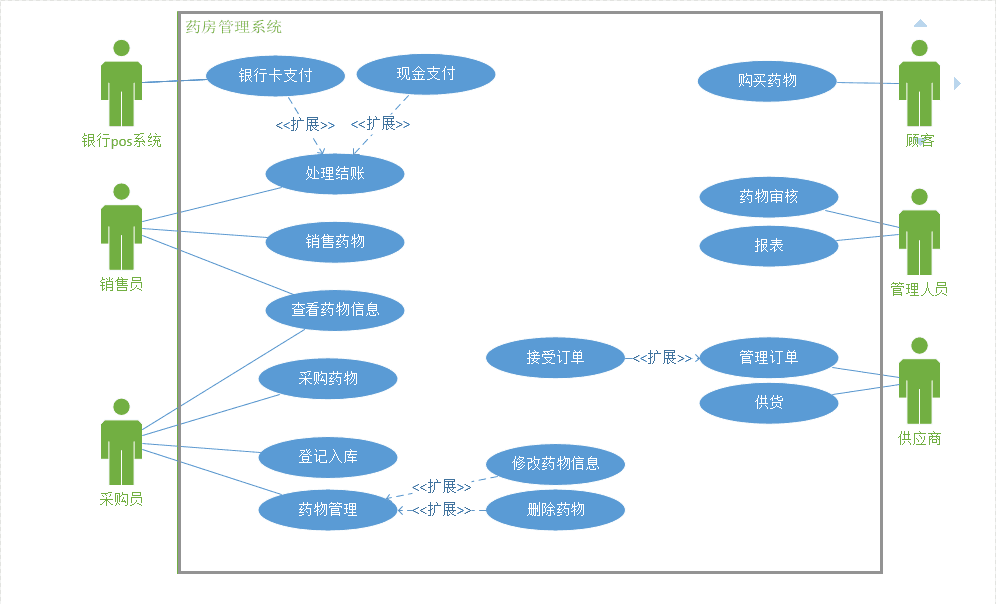 药房管理系统
银行卡支付
现金支付
购买药物
银行pos系统
<<扩展>>
<<扩展>>
顾客
处理结账
药物审核
销售药物
报表
销售员
管理人员
查看药物信息
接受订单
<<扩展>>
管理订单
采购药物
供货
供应商
登记入库
修改药物信息
<<扩展>>
采购员
药物管理
<<扩展>>
删除药物